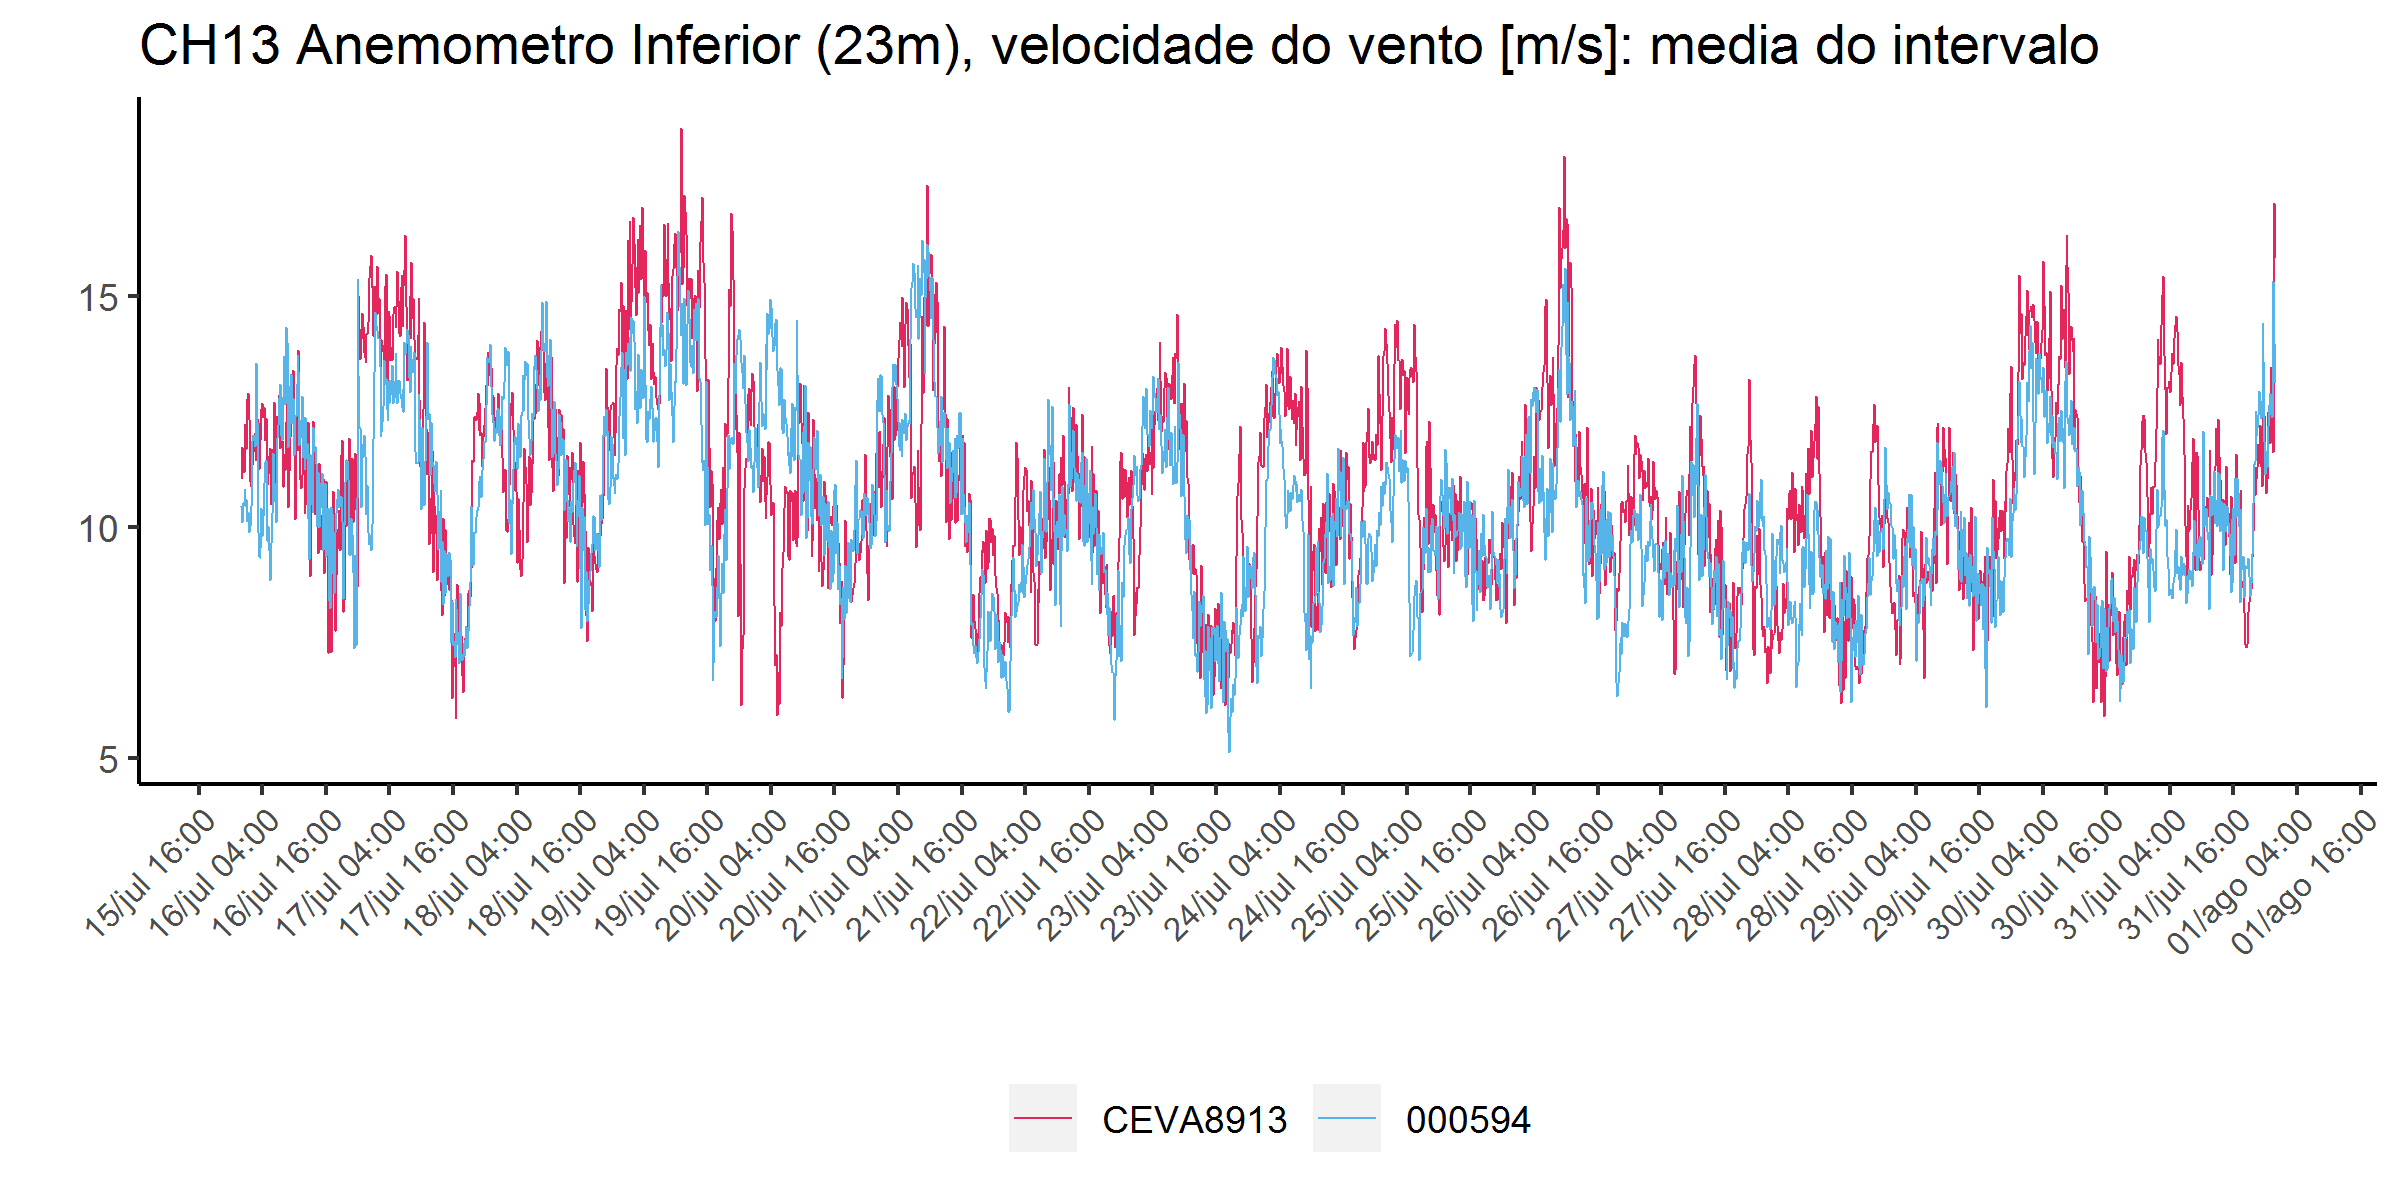 CH13 Anemometro Inferior (23m), velocidade do vento [m/s]: media do intervalo
15
10
5
15/jul 16:00
16/jul 04:00
16/jul 16:00
17/jul 04:00
17/jul 16:00
18/jul 04:00
18/jul 16:00
19/jul 04:00
19/jul 16:00
20/jul 04:00
20/jul 16:00
21/jul 04:00
21/jul 16:00
22/jul 04:00
22/jul 16:00
23/jul 04:00
23/jul 16:00
24/jul 04:00
24/jul 16:00
25/jul 04:00
25/jul 16:00
26/jul 04:00
26/jul 16:00
27/jul 04:00
27/jul 16:00
28/jul 04:00
28/jul 16:00
29/jul 04:00
29/jul 16:00
30/jul 04:00
30/jul 16:00
31/jul 04:00
31/jul 16:00
01/ago 04:00
01/ago 16:00
CEVA8913 000594